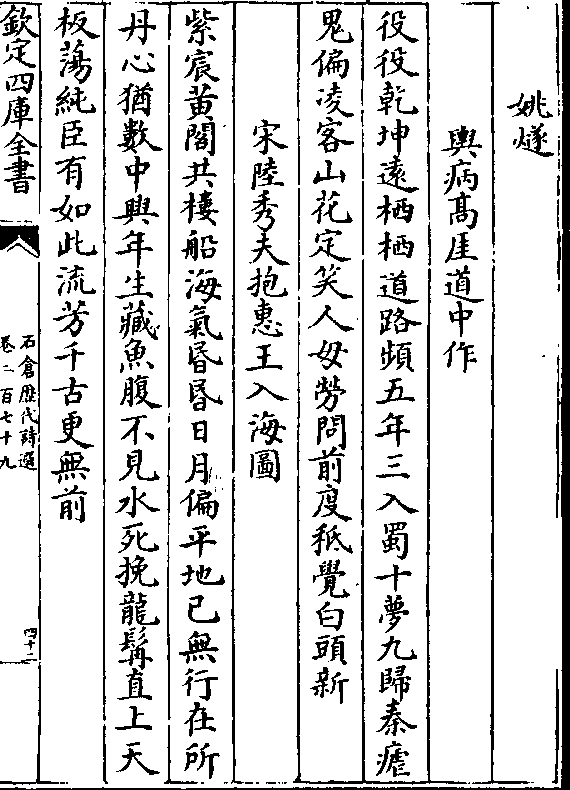 姚燧
輿病髙厓道中作
役役乾坤遠栖栖道路頻五年三入蜀十夢九歸秦瘧
鬼偏凌客山花定笑人毋勞問前度秪覺白頭新
宋陸秀夫抱惠王入海圖
紫宸黄閣共樓船海氣昏昏日月偏平地已無行在所
丹心猶數中興年生藏魚腹不見水死挽龍髯直上天
板蕩純臣有如此流芳千古更無前
欽定四庫全書
石倉歴代詩選
卷二百七十九
四十二